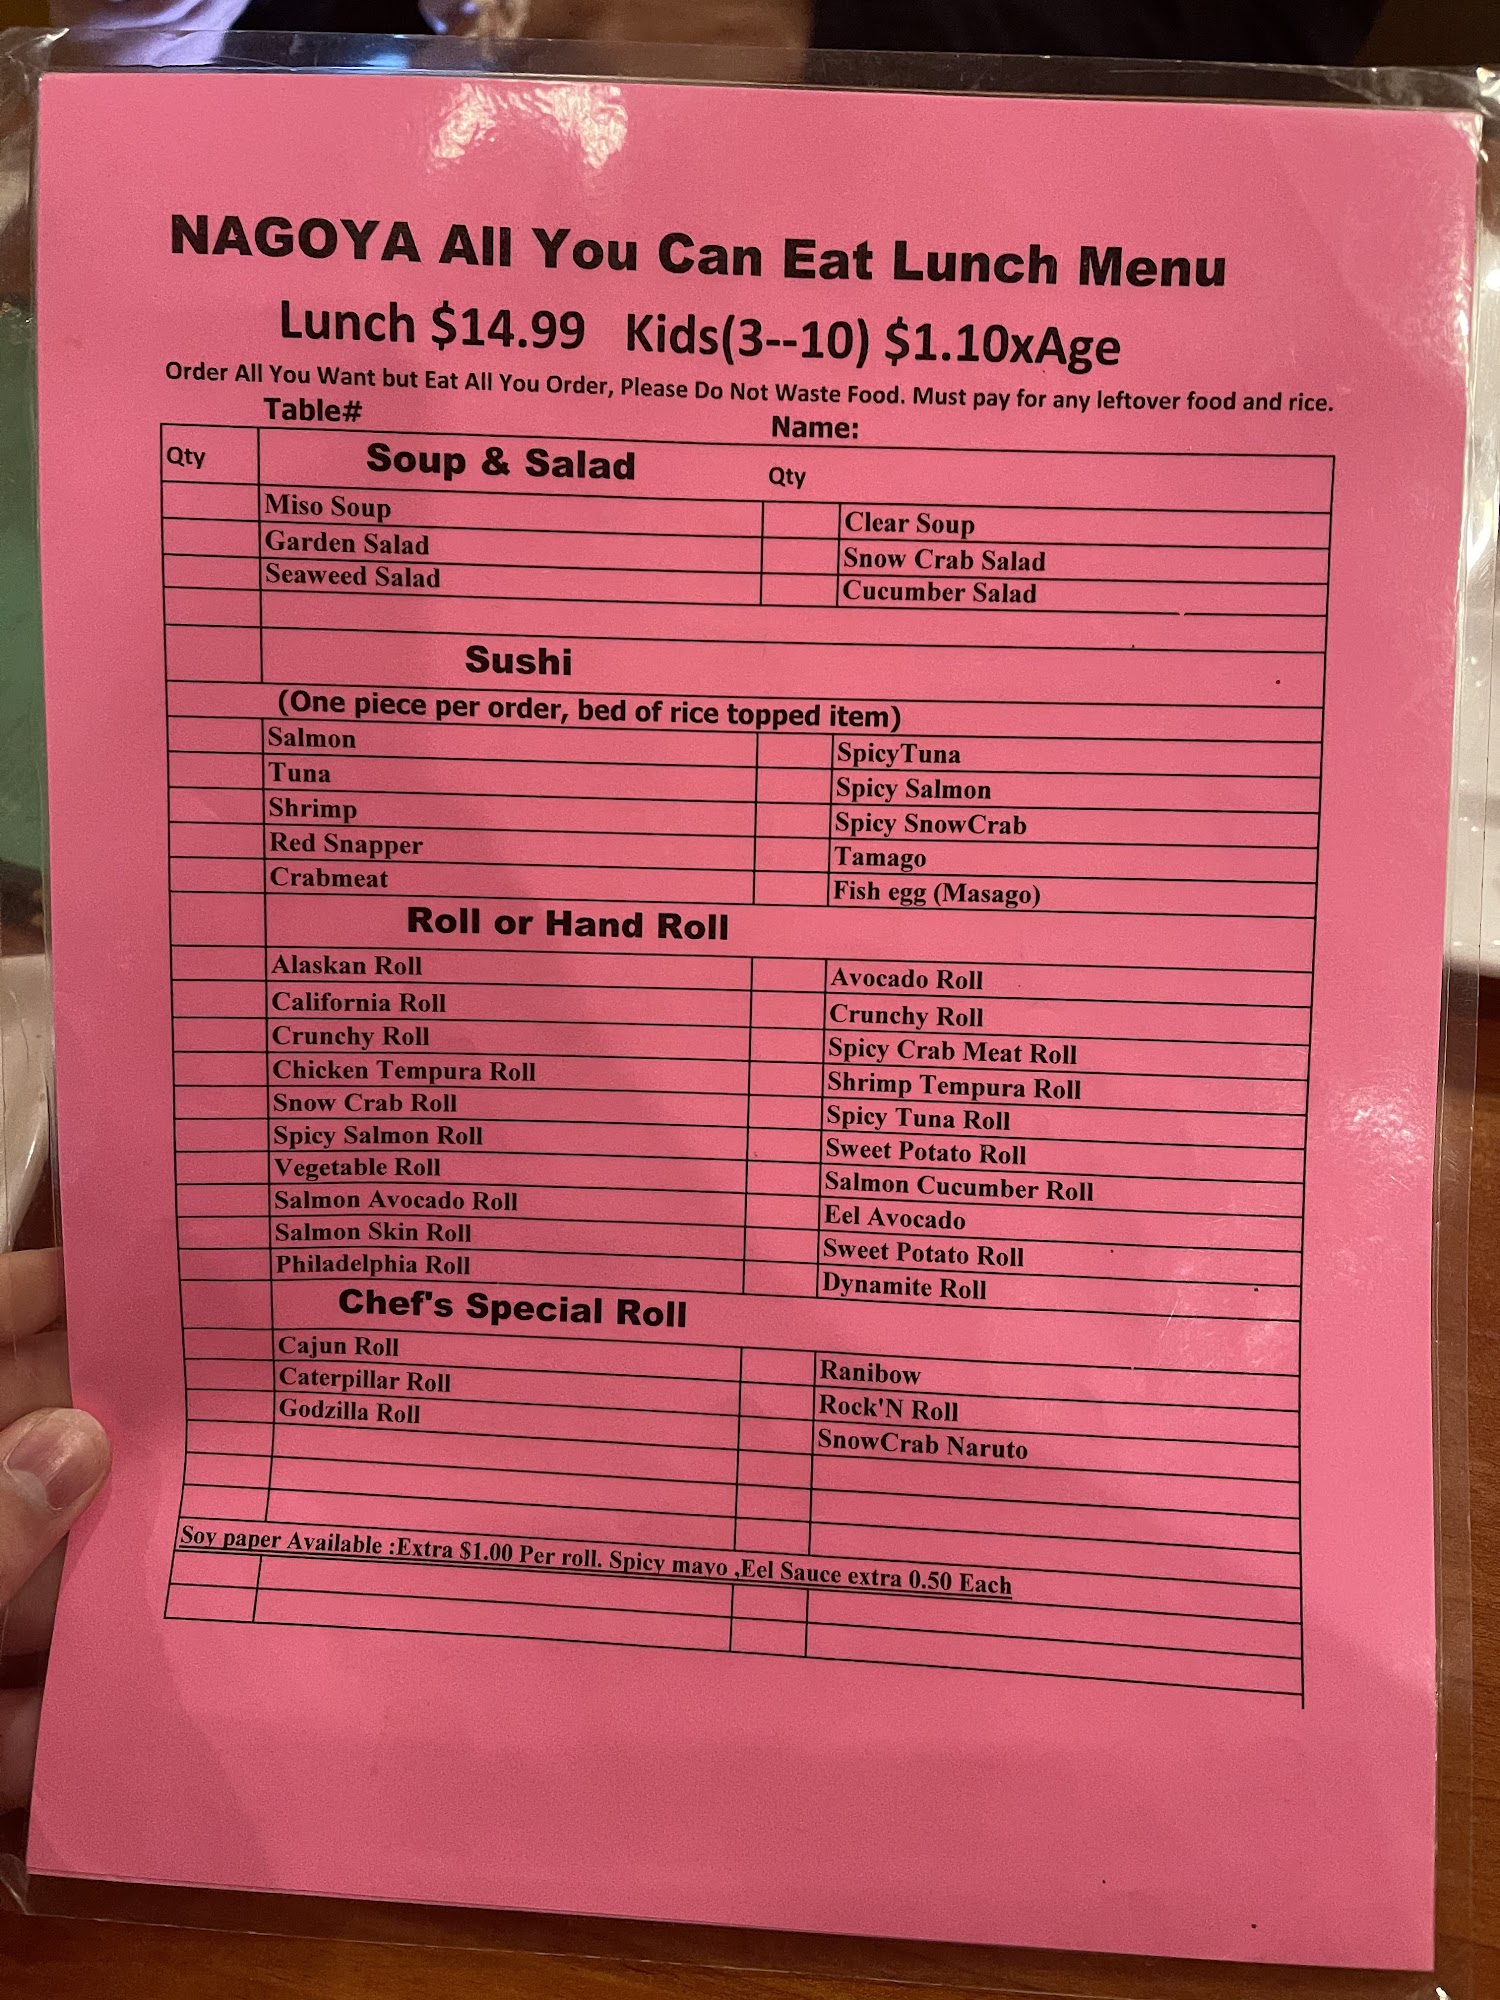 NAGOYA All You Can Eat Lunch Menu
Lunch $14.99 Kids(3--10) $1.10xAge
Order All You Want but Eat All You Order, Please Do Not Waste Food. Must pay for any leftover food and rice.
Table# Name:
Qty Soup & Salad Qty
Miso Soup Clear Soup
Garden Salad Snow Crab Salad
Seaweed Salad Cucumber Salad
Sushi
(One piece per order, bed of rice topped item)
Salmon SpicyTuna
Tuna Spicy Salmon
Shrimp Spicy SnowCrab
Red Snapper Tamago
Crabmeat Fish egg (Masago)
Roll or Hand Roll
Alaskan Roll Avocado Roll
California Roll Crunchy Roll
Crunchy Roll Spicy Crab Meat Roll
Chicken Tempura Roll Shrimp Tempura Roll
Snow Crab Roll Spicy Tuna Roll
Spicy Salmon Roll Sweet Potato Roll
Vegetable Roll Salmon Cucumber Roll
Salmon Avocado Roll Eel Avocado
Salmon Skin Roll Sweet Potato Roll
Philadelphia Roll Dynamite Roll
Chef's Special Roll
Cajun Roll Ranibow
Caterpillar Roll Rock'N Roll
Godzilla Roll SnowCrab Naruto
Soy paper Available :Extra $1.00 Per roll. Spicy mayo ,Eel Sauce extra 0.50 Each